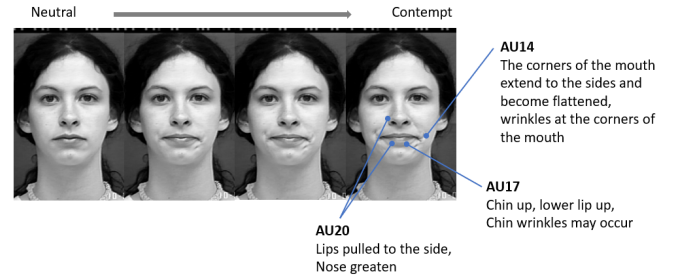 Neutral
Contempt
AU14
The corners of the mouth
extend to the sides and
become flattened,
wrinkles at the corners of
the mouth
AU17
Chin up, lower lip up,
Chin wrinkles may occur
AU20
Lips pulled to the side,
Nose greaten